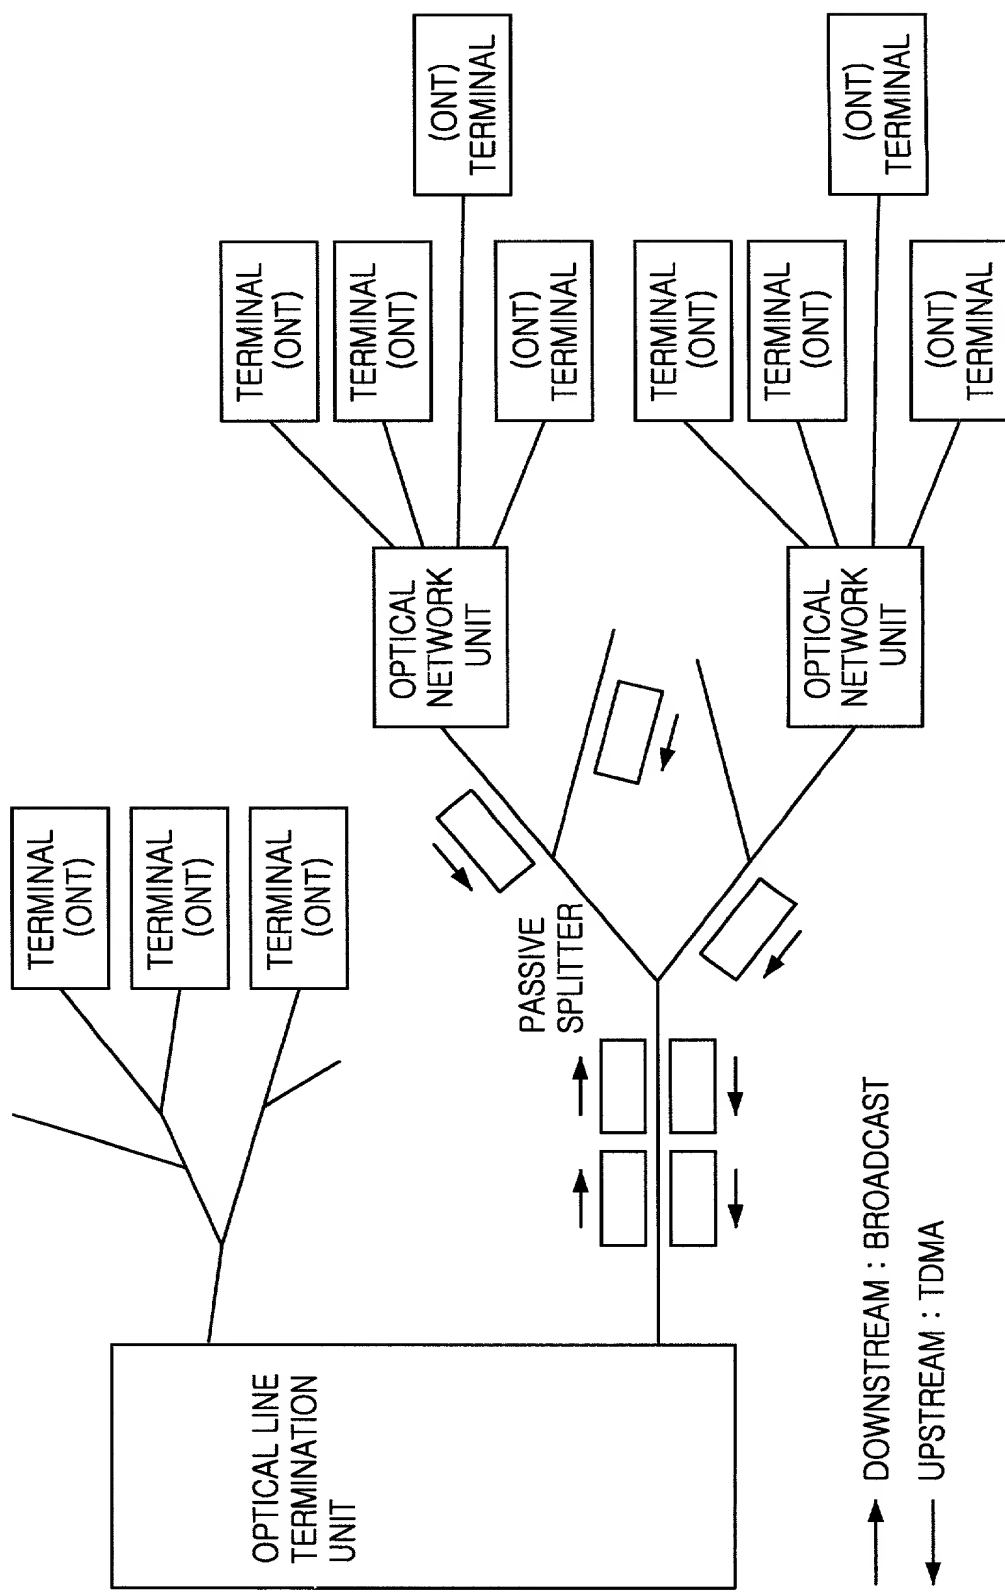 OPTICAL LINE
TERMINATION
UNIT
TERMINAL
(ONT)
TERMINAL
(ONT)
TERMINAL
(ONT)
PASSIVE
SPLITTER
OPTICAL
NETWORK
UNIT
TERMINAL
(ONT)
TERMINAL
(ONT)
(ONT)
TERMINAL
(ONT)
TERMINAL
OPTICAL
NETWORK
UNIT
TERMINAL
(ONT)
TERMINAL
(ONT)
(ONT)
TERMINAL
(ONT)
TERMINAL
DOWNSTREAM : BROADCAST
UPSTREAM : TDMA